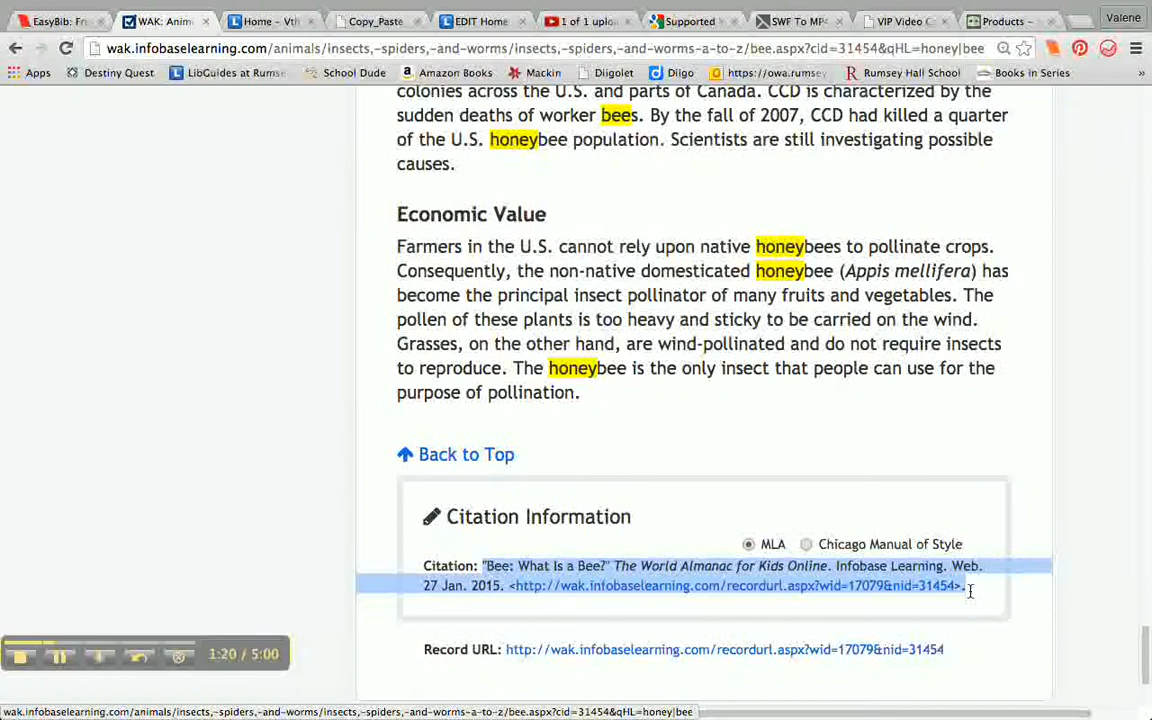 EasyBib: Fr
WAK: Anim
Home - Vth
Copy_Paste
EDIT Home
1 of 1 uplo
Supported
SWF To MP
VIP Video C
Products –
Valerie
wak.infobaselearning.com/animals/insects,-spiders,-and-worms/insects,-spiders,-and-worms-a-to-z/bee.aspx?cid=31454&qHL=honey|bee
Apps
Destiny Quest
LibGuides at Rumse
School Dude
Amazon Books
Mackin
Diigolet
Diigo
https://owa.rumsey
Rumsey Hall School
Books in Series
»
colonies across the U.S. and parts of Canada. CCD is characterized by the
sudden deaths of worker bees. By the fall of 2007, CCD had killed a quarter
of the U.S. honeybee population. Scientists are still investigating possible
causes.
Economic Value
Farmers in the U.S. cannot rely upon native honeybees to pollinate crops.
Consequently, the non-native domesticated honeybee (Appis mellifera) has
become the principal insect pollinator of many fruits and vegetables. The
pollen of these plants is too heavy and sticky to be carried on the wind.
Grasses, on the other hand, are wind-pollinated and do not require insects
to reproduce. The honeybee is the only insect that people can use for the
purpose of pollination.
Back to Top
Citation Information
MLA Chicago Manual of Style
Citation: "Bee: What Is a Bee?" The World Almanac for Kids Online. Infobase Learning. Web.
27 Jan. 2015. <http://wak.infobaselearning.com/recordurl.aspx?wid=17079&nid=31454>.
1:20 / 5:00
Record URL: http://wak.infobaselearning.com/recordurl.aspx?wid=17079&nid=31454
wak.infobaselearning.com/animals/insects,-spiders,-and-worms/insects,-spiders,-and-worms-a-to-z/bee.aspx?cid=31454&qHL=honey|bee